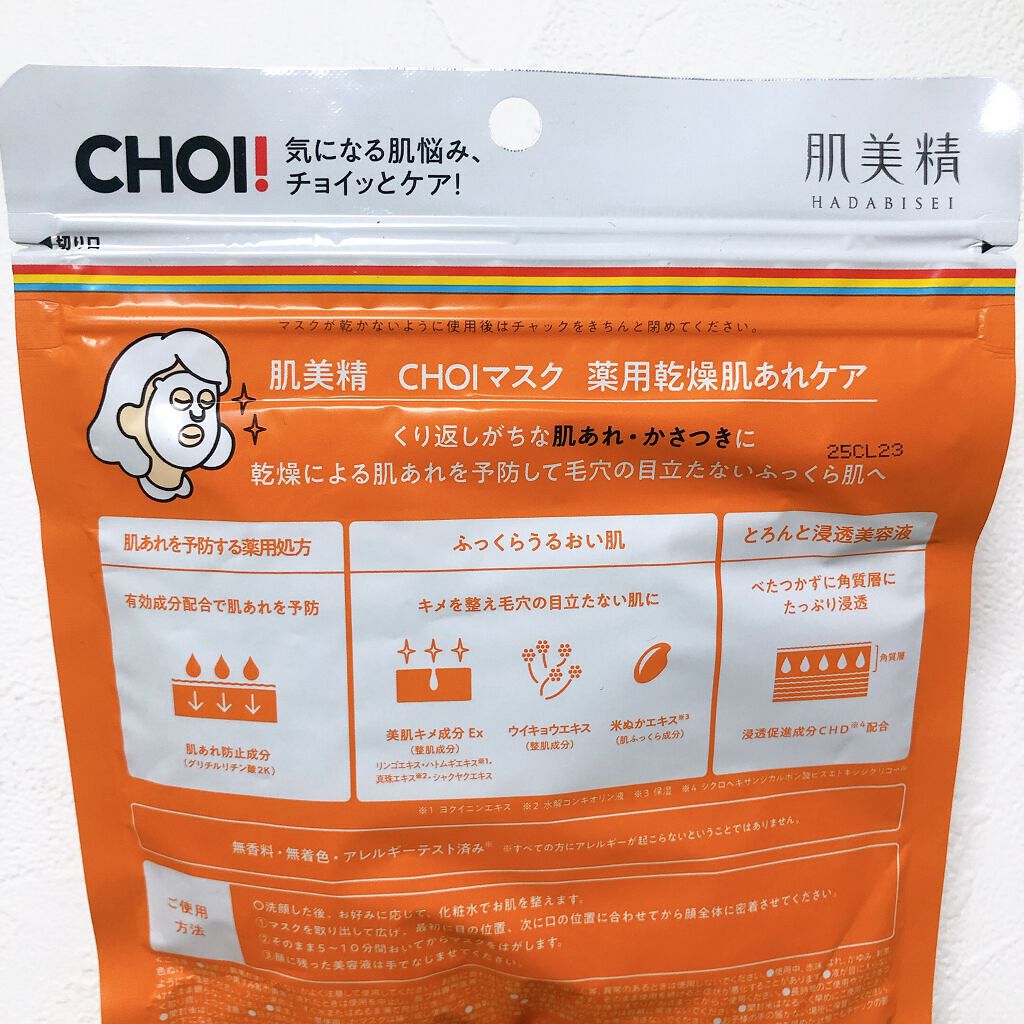 CHOI! 気になる肌悩み、
チョイッとケア!
肌美精
HADABISEI
切り口
マスクが乾かないように使用後はチャックをきちんと閉めてください。
肌美精 CHOIマスク 薬用乾燥肌あれケア
くり返しがちな肌あれ・かさつきに
25CL23
乾燥による肌あれを予防して毛穴の目立たないふっくら肌へ
肌あれを予防する薬用処方
有効成分配合で肌あれを予防
肌あれ防止成分
(グリチルリチン酸2K)
ふっくらうるおい肌
キメを整え毛穴の目立たない肌に
美肌キメ成分 Ex
(整肌成分)
リンゴエキス・ハトムギエキス※1・
真珠エキス※2・シャクヤクエキス
ウイキョウエキス
(整肌成分)
米ぬかエキス※3
(肌ふっくら成分)
とろんと浸透美容液
べたつかずに角質層に
たっぷり浸透
角質層
浸透促進成分CHD※4配合
※1 ヨクイニンエキス ※2 水解コンキオリン液 ※3 保湿 ※4 シクロヘキサンジカルボン酸ビスエトキシジグリコール
無香料・無着色・アレルギーテスト済み※ ※すべての方にアレルギーが起こらないということではありません。
ご使用
方法
○洗顔した後、お好みに応じて、化粧水でお肌を整えます。
①マスクを取り出して広げ、最初に目の位置、次に口の位置に合わせてから顔全体に密着させてください。
②そのまま5~10分間おいてからマスクをはがします。
③顔に残った美容液は手でなじませてください。